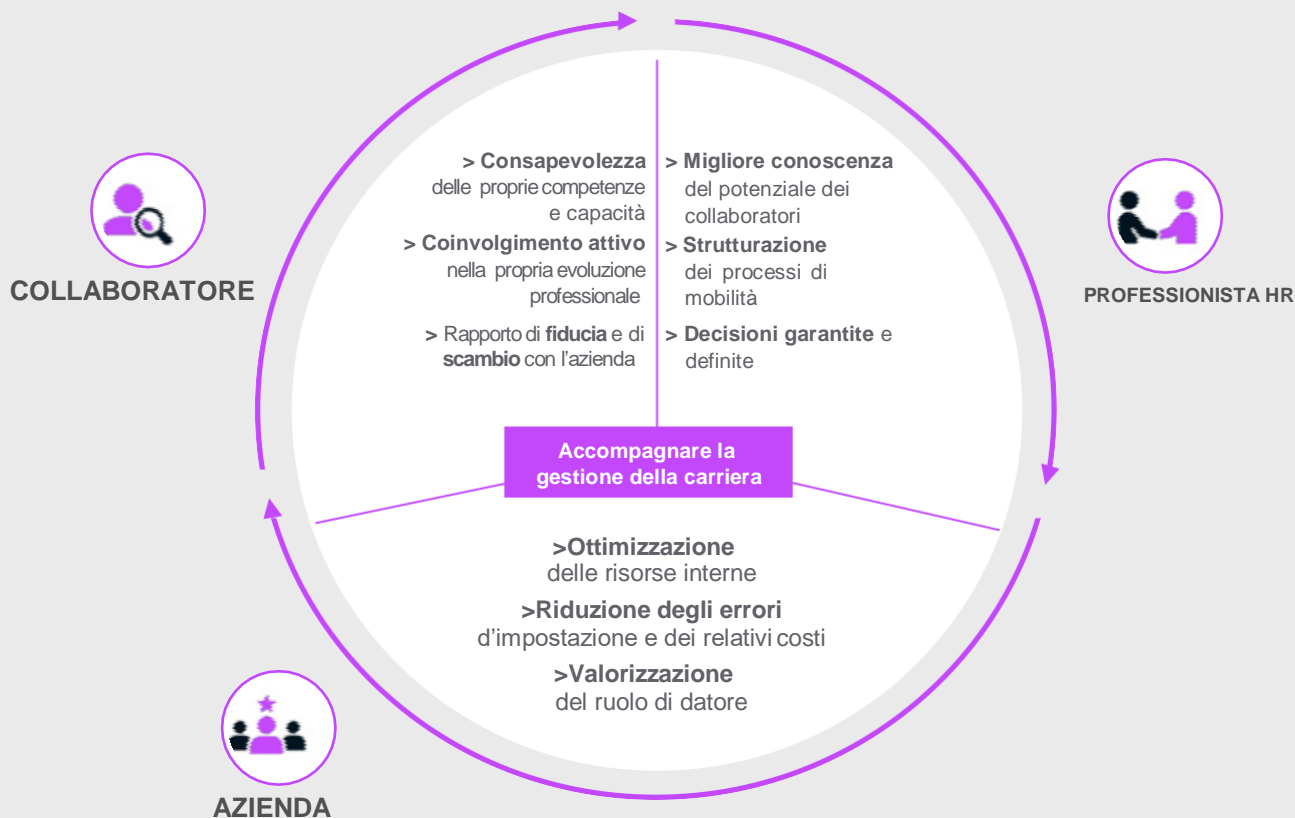 > Consapevolezza
delle proprie competenze
e capacità
> Coinvolgimento attivo
nella propria evoluzione
professionale
> Rapporto di fiducia e di
scambio con l’azienda
> Migliore conoscenza
del potenziale dei
collaboratori
> Strutturazione
dei processi di
mobilità
> Decisioni garantite e
definite
COLLABORATORE
PROFESSIONISTA HR
Accompagnare la
gestione della carriera
>Ottimizzazione
delle risorse interne
>Riduzione degli errori
d’impostazione e dei relativi costi
>Valorizzazione
del ruolo di datore
AZIENDA